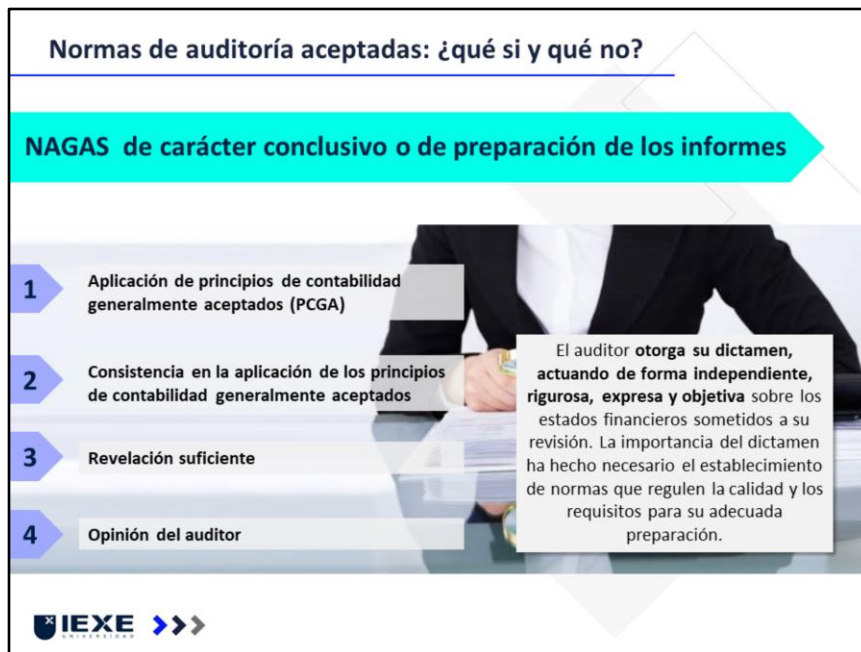 Normas de auditoría aceptadas: ¿qué si y qué no?
NAGAS de carácter conclusivo o de preparación de los informes
1
Aplicación de principios de contabilidad
generalmente aceptados (PCGA)
2
Consistencia en la aplicación de los principios
de contabilidad generalmente aceptados
3
Revelación suficiente
4
Opinión del auditor
El auditor otorga su dictamen,
actuando de forma independiente,
rigurosa, expresa y objetiva sobre los
estados financieros sometidos a su
revisión. La importancia del dictamen
ha hecho necesario el establecimiento
de normas que regulen la calidad y los
requisitos para su adecuada
preparación.
IEXE
UNIVERSIDAD